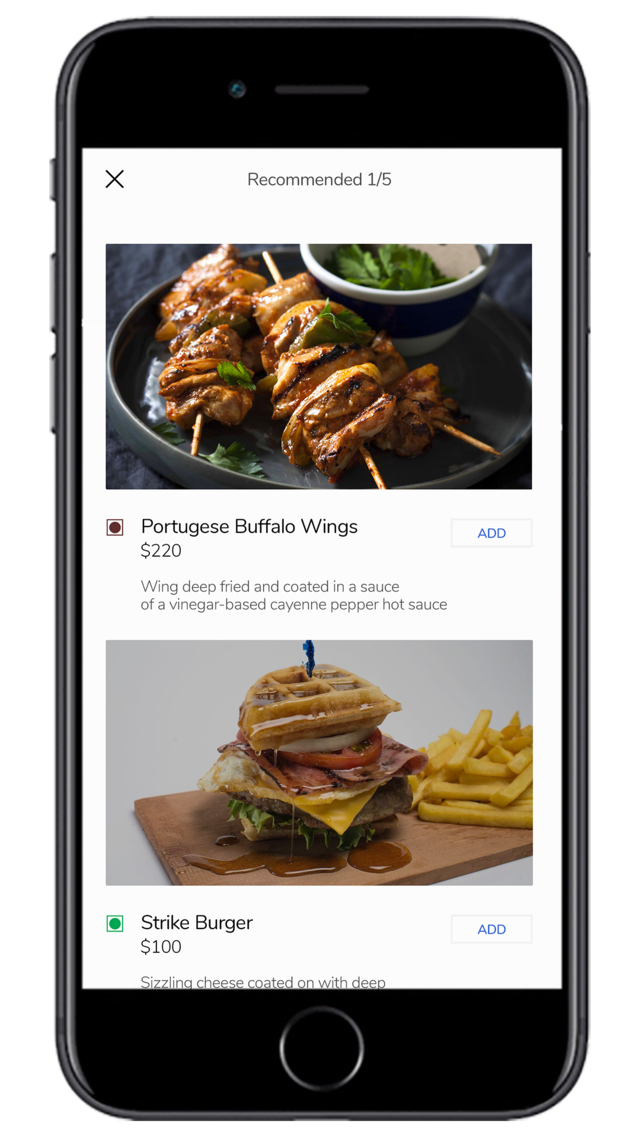 Recommended 1/5
Portugese Buffalo Wings
ADD
$220
Wing deep fried and coated in a sauce
of a vinegar-based cayenne pepper hot sauce
Strike Burger
ADD
$100
Sizzling cheese coated on with deep